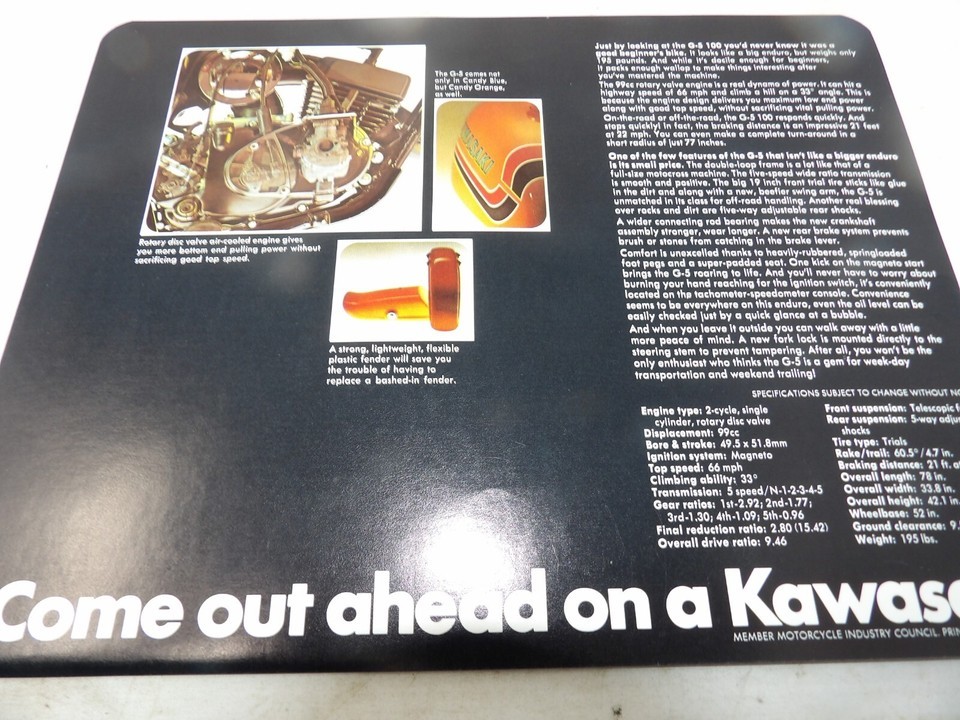 The G-5 comes not
only in Candy Blue,
but Candy Orange,
as well.
Rotary disc valve air-cooled engine gives
you more bottom end pulling power without
sacrificing good top speed.
A strong, lightweight, flexible
plastic fender will save you
the trouble of having to
replace a bashed-in fender.
Just by looking at the G-5 100 you'd never know it was a
good beginner's bike. It looks like a big enduro, but weighs only
195 pounds. And while it's docile enough for beginners,
it packs enough wallop to make things interesting after
you've mastered the machine.
The 99cc rotary valve engine is a real dynamo of power. It can hit a
highway speed of 66 mph and climb a hill on a 33° angle. This is
because the engine design delivers you maximum low end power
along with good top speed, without sacrificing vital pulling power.
On-the-road or off-the-road, the G-5 100 responds quickly. And
stops quickly! In fact, the braking distance is an impressive 21 feet
at 22 mph. You can even make a complete turn-around in a
short radius of just 77 inches.
One of the few features of the G-5 that isn't like a bigger enduro
is its small price. The double-loop frame is a lot like that of a
full-size motocross machine. The five-speed wide ratio transmission
is smooth and positive. The big 19 inch front trial tire sticks like glue
in the dirt and along with a new, beefier swing arm, the G-5 is
unmatched in its class for off-road handling. Another real blessing
over rocks and dirt are five-way adjustable rear shocks.
A wider connecting rod bearing makes the new crankshaft
assembly stronger, wear longer. A new rear brake system prevents
brush or stones from catching in the brake lever.
Comfort is unexcelled thanks to heavily-rubbered, springloaded
foot pegs and a super-padded seat. One kick on the magneto start
brings the G-5 roaring to life. And you'll never have to worry about
burning your hand reaching for the ignition switch, it's conveniently
located on the tachometer-speedometer console. Convenience
seems to be everywhere on this enduro, even the oil level can be
easily checked just by a quick glance at a bubble.
And when you leave it outside you can walk away with a little
more peace of mind. A new fork lock is mounted directly to the
steering stem to prevent tampering. After all, you won't be the
only enthusiast who thinks the G-5 is a gem for week-day
transportation and weekend trailing!
SPECIFICATIONS SUBJECT TO CHANGE WITHOUT NO
Engine type: 2-cycle, single
cylinder, rotary disc valve
Displacement: 99cc
Bore & stroke: 49.5 x 51.8mm
Ignition system: Magneto
Top speed: 66 mph
Climbing ability: 33°
Transmission: 5 speed/N-1-2-3-4-5
Gear ratios: 1st-2.92; 2nd-1.77;
3rd-1.30; 4th-1.09; 5th-0.96
Final reduction ratio: 2.80 (15.42)
Overall drive ratio: 9.46
Front suspension: Telescopic f
Rear suspension: 5-way adju
shocks
Tire type: Trials
Rake/trail: 60.5°/4.7 in.
Braking distance: 21 ft. a
Overall length: 78 in.
Overall width: 33.8 in.
Overall height: 42.1 in.
Wheelbase: 52 in.
Ground clearance: 9.
Weight: 195 lbs.
Come out ahead on a Kawas
MEMBER MOTORCYCLE INDUSTRY COUNCIL. PRIN